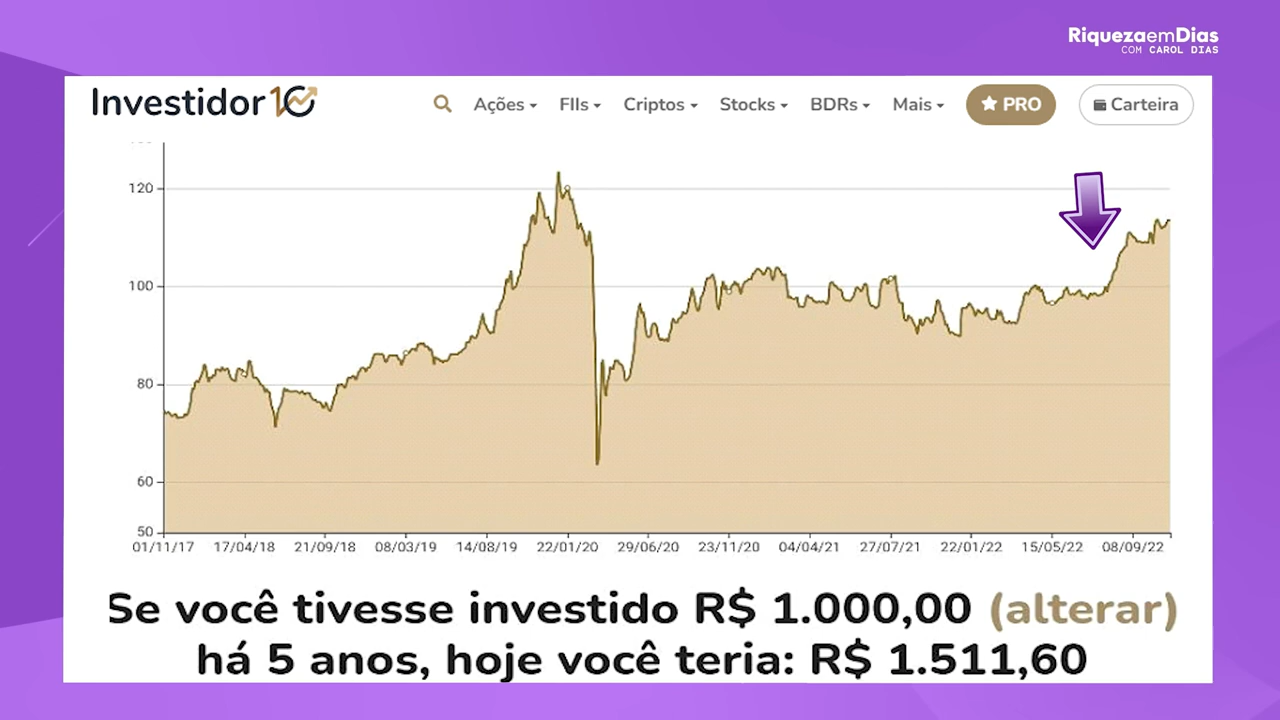 RiquezaemDias
COM CAROL DIAS
Investidor10
Ações FIIs Criptos Stocks BDRs Mais PRO Carteira
120
100
80
60
50
01/11/17 17/04/18 21/09/18 08/03/19 14/08/19 22/01/20 29/06/20 23/11/20 04/04/21 27/07/21 22/01/22 15/05/22 08/09/22
Se você tivesse investido R$ 1.000,00 (alterar)
há 5 anos, hoje você teria: R$ 1.511,60